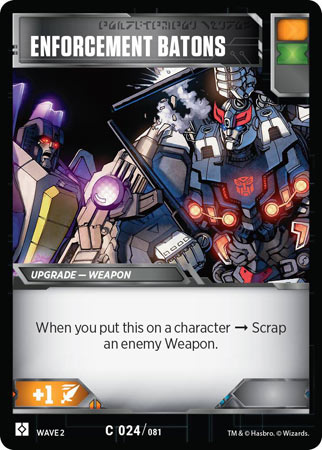 ENFORCEMENT BATONS
UPGRADE — WEAPON
When you put this on a character ➞ Scrap
an enemy Weapon.
+1
WAVE 2 C 024/081 TM & © Hasbro. © Wizards.